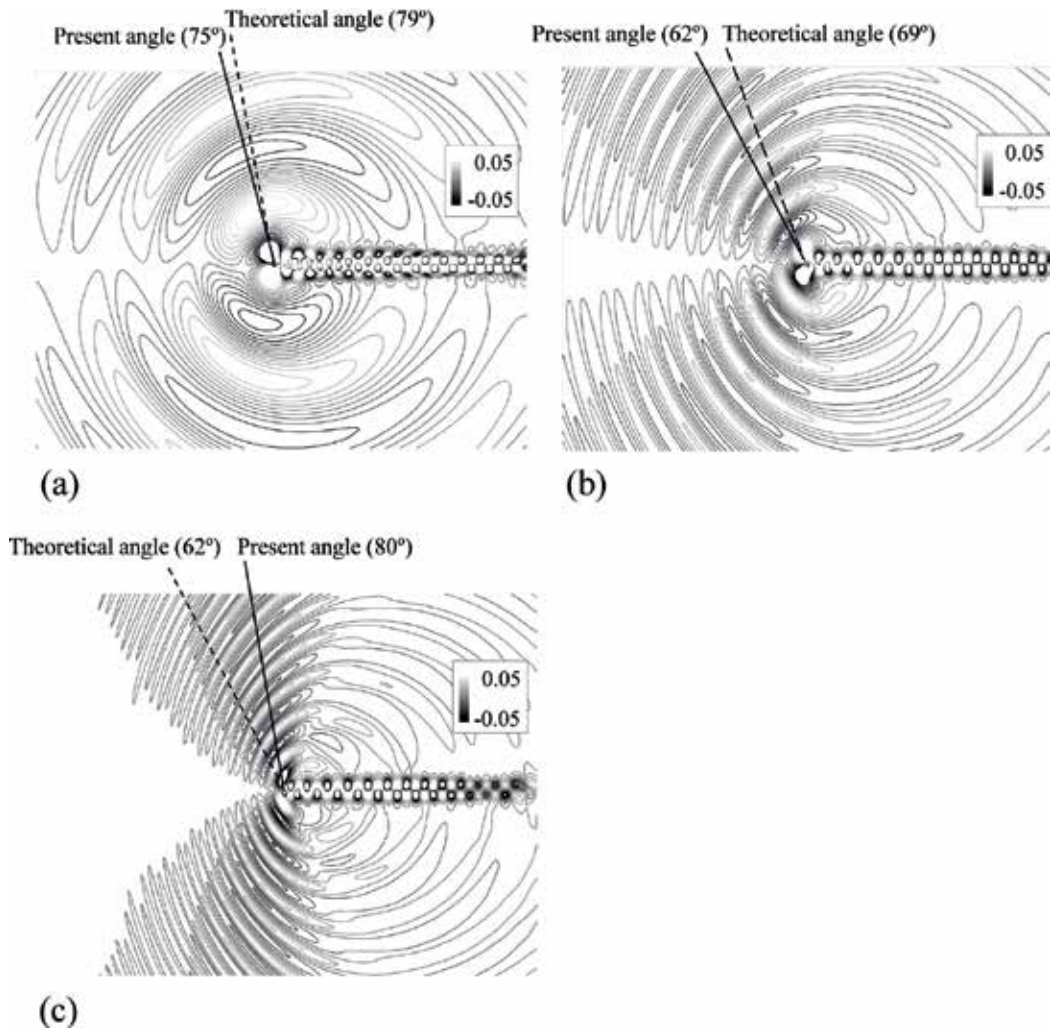 Theoretical angle (79º)
Present angle (75º)
0.05
-0.05
(a)
Present angle (62º) Theoretical angle (69º)
0.05
-0.05
(b)
Theoretical angle (62º) Present angle (80º)
0.05
-0.05
(c)